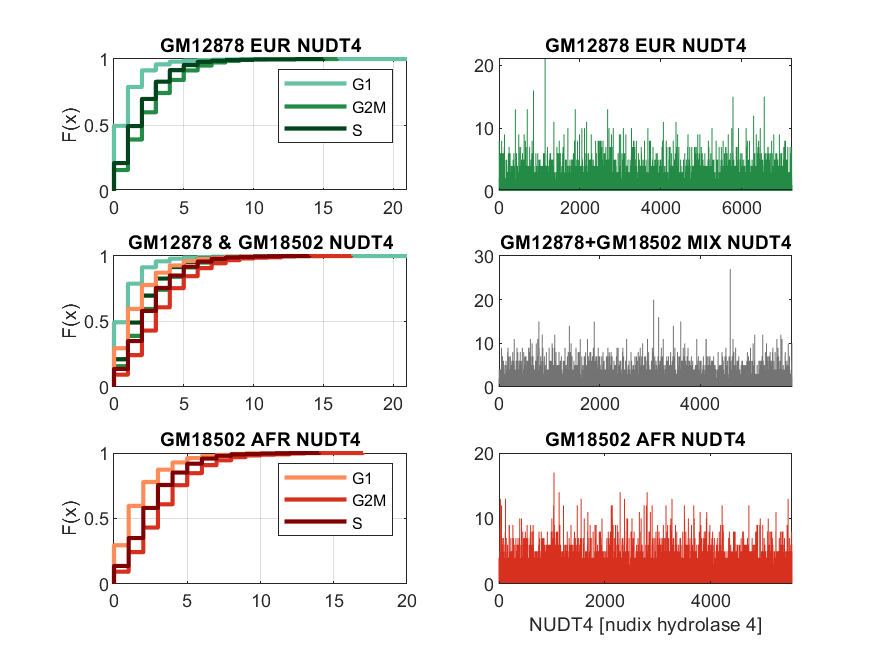 GM12878 EUR NUDT4
1
0.5
0
F(x)
0 5 10 15 20
G1
G2M
S
GM12878 EUR NUDT4
20
10
0
0 2000 4000 6000
GM12878 & GM18502 NUDT4
1
0.5
0
F(x)
0 5 10 15 20
GM12878+GM18502 MIX NUDT4
30
20
10
0
0 2000 4000
GM18502 AFR NUDT4
1
0.5
0
F(x)
0 5 10 15 20
G1
G2M
S
GM18502 AFR NUDT4
20
10
0
0 2000 4000
NUDT4 [nudix hydrolase 4]